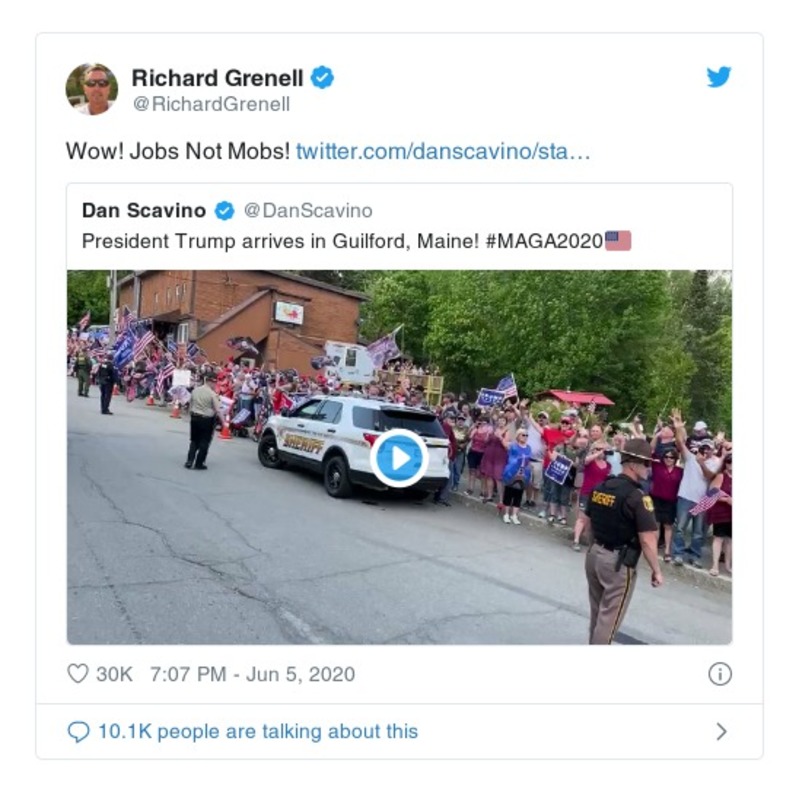 Richard Grenell
@RichardGrenell
Wow! Jobs Not Mobs! twitter.com/danscavino/sta…
Dan Scavino @DanScavino
President Trump arrives in Guilford, Maine! #MAGA2020
SHERIFF
SHERIFF
30K 7:07 PM - Jun 5, 2020
10.1K people are talking about this